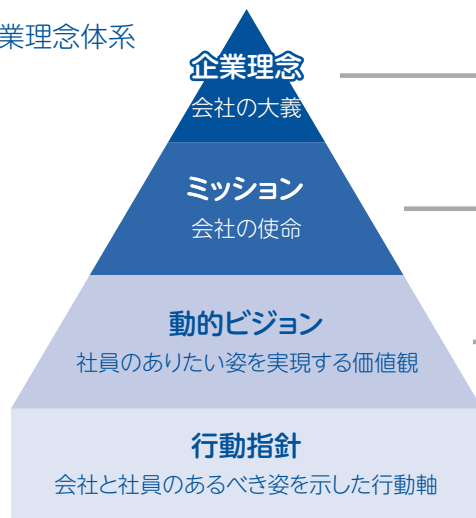 業理念体系
企業理念
会社の大義
ミッション
会社の使命
動的ビジョン
社員のありたい姿を実現する価値観
行動指針
会社と社員のあるべき姿を示した行動軸